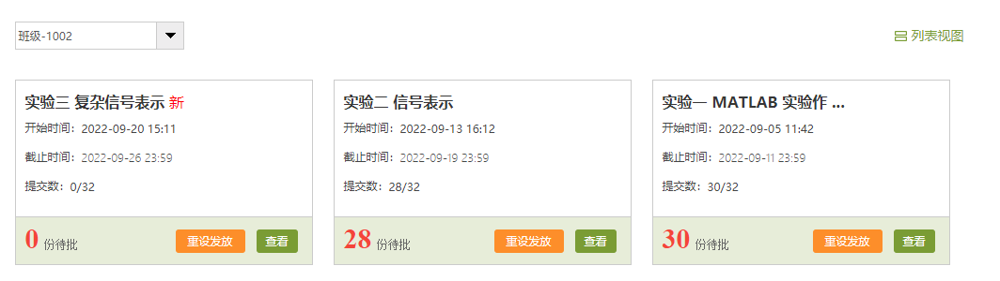 班级-1002
列表视图
实验三 复杂信号表示 新
开始时间：2022-09-20 15:11
截止时间：2022-09-26 23:59
提交数：0/32
0 份待批 重设发放 查看
实验二 信号表示
开始时间：2022-09-13 16:12
截止时间：2022-09-19 23:59
提交数：28/32
28 份待批 重设发放 查看
实验一 MATLAB 实验作 ...
开始时间：2022-09-05 11:42
截止时间：2022-09-11 23:59
提交数：30/32
30 份待批 重设发放 查看